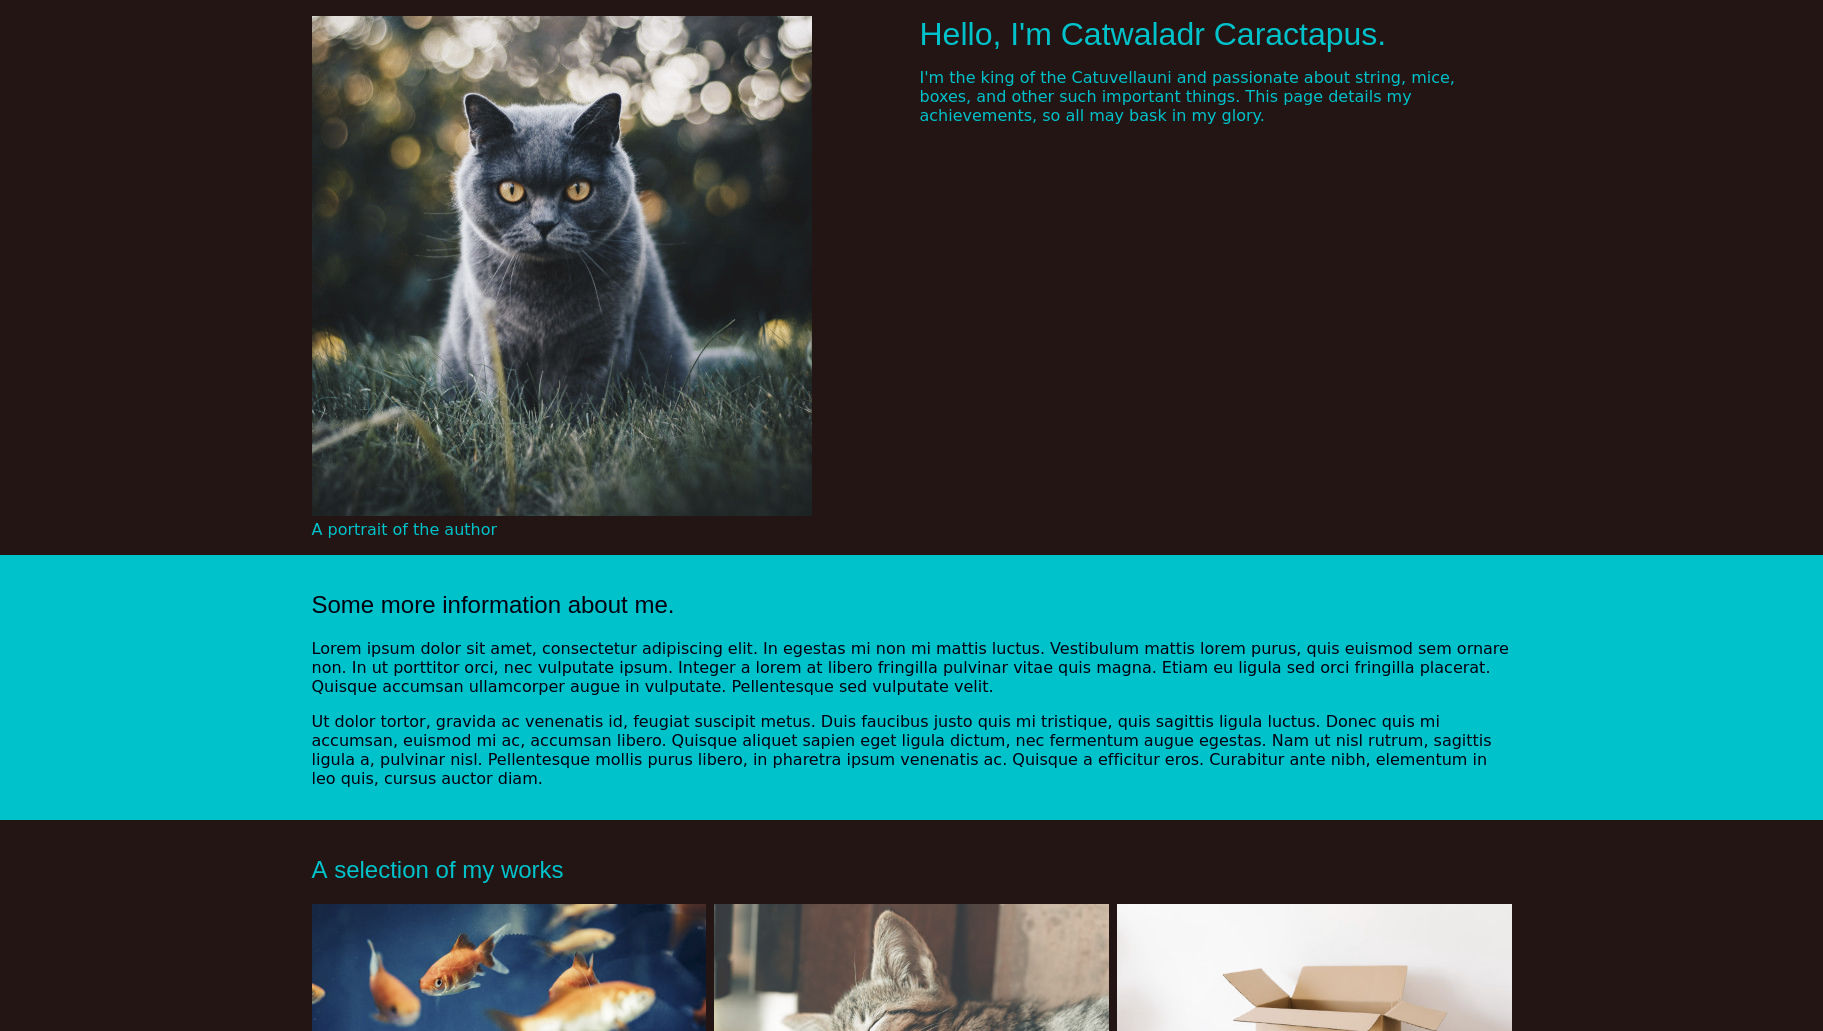 Hello, I'm Catwaladr Caractapus.
I'm the king of the Catuvellauni and passionate about string, mice,
boxes, and other such important things. This page details my
achievements, so all may bask in my glory.
A portrait of the author
Some more information about me.
Lorem ipsum dolor sit amet, consectetur adipiscing elit. In egestas mi non mi mattis luctus. Vestibulum mattis lorem purus, quis euismod sem ornare
non. In ut porttitor orci, nec vulputate ipsum. Integer a lorem at libero fringilla pulvinar vitae quis magna. Etiam eu ligula sed orci fringilla placerat.
Quisque accumsan ullamcorper augue in vulputate. Pellentesque sed vulputate velit.
Ut dolor tortor, gravida ac venenatis id, feugiat suscipit metus. Duis faucibus justo quis mi tristique, quis sagittis ligula luctus. Donec quis mi
accumsan, euismod mi ac, accumsan libero. Quisque aliquet sapien eget ligula dictum, nec fermentum augue egestas. Nam ut nisl rutrum, sagittis
ligula a, pulvinar nisl. Pellentesque mollis purus libero, in pharetra ipsum venenatis ac. Quisque a efficitur eros. Curabitur ante nibh, elementum in
leo quis, cursus auctor diam.
A selection of my works